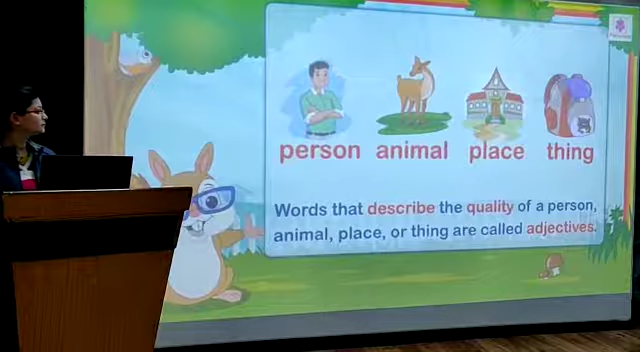 person animal place thing
Words that describe the quality of a person,
animal, place, or thing are called adjectives.